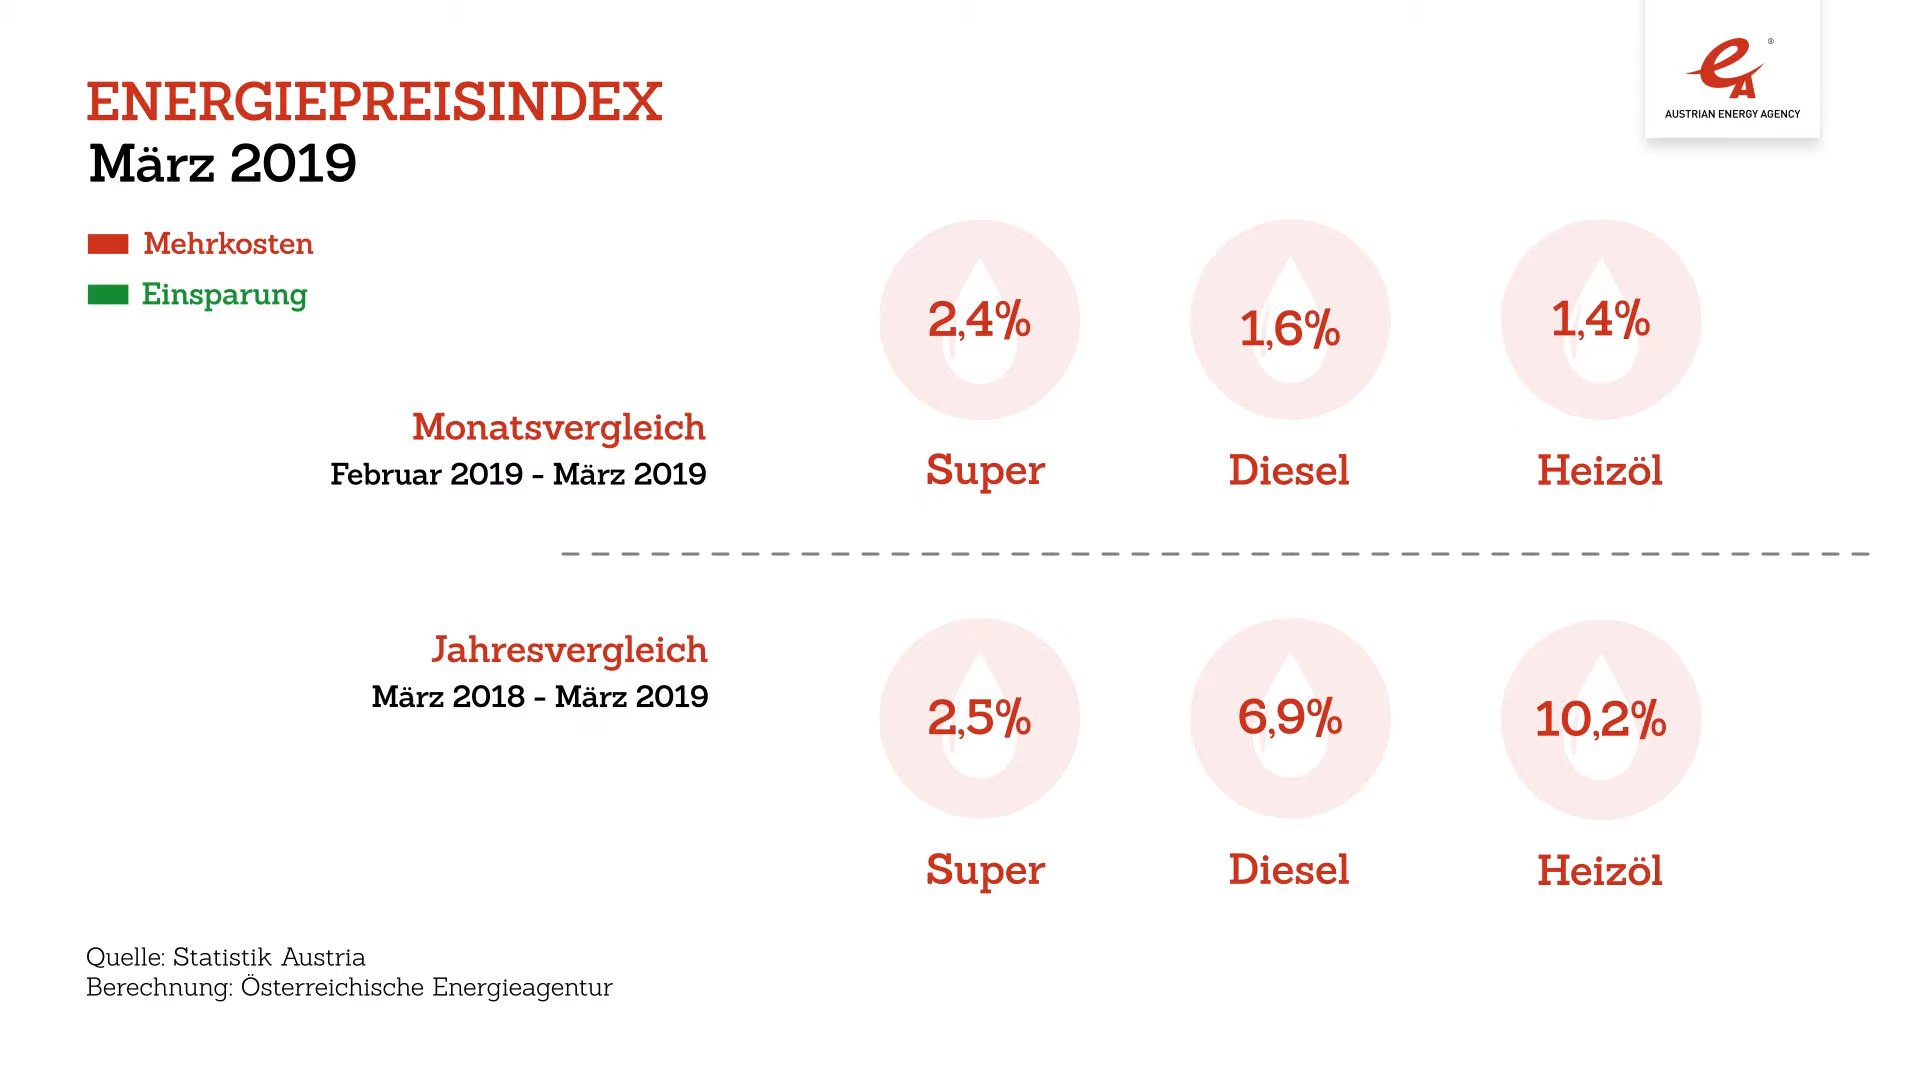 ENERGIEPREISINDEX
März 2019
Mehrkosten
Einsparung
®
AUSTRIAN ENERGY AGENCY
Monatsvergleich
Februar 2019 - März 2019
2,4% 1,6% 1,4%
Super Diesel Heizöl
Jahresvergleich
März 2018 - März 2019
2,5% 6,9% 10,2%
Super Diesel Heizöl
Quelle: Statistik Austria
Berechnung: Österreichische Energieagentur